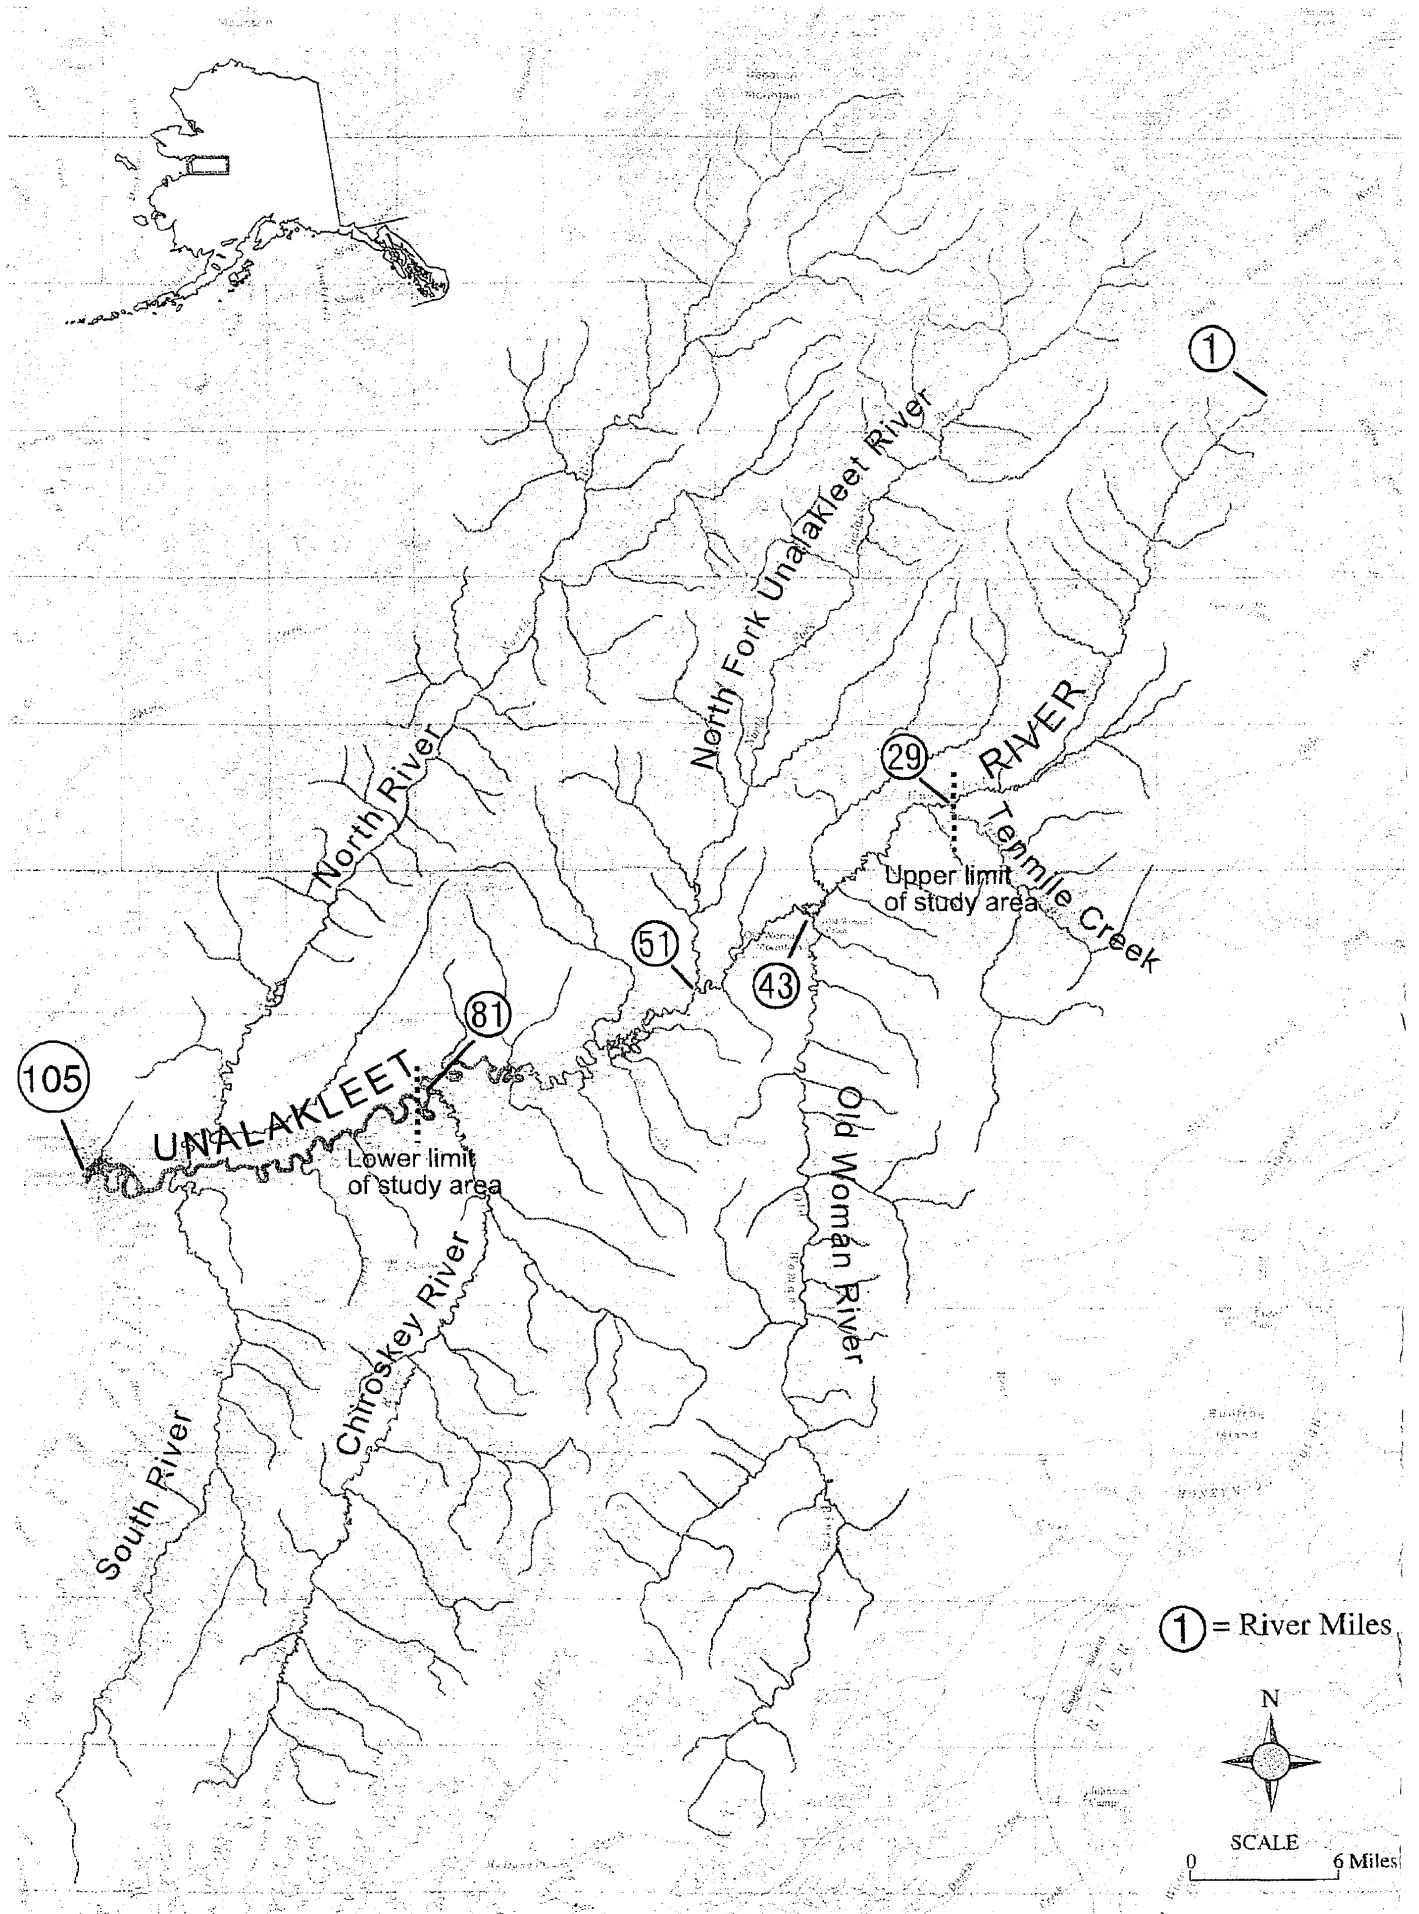 1
North Fork Unalakleet River
RIVER
29
North River
Tenmile Creek
Upper limit
of study area
51
43
81
105
UNALAKLEET
Lower limit
of study area
Old Woman River
Chiroskey River
South River
1 = River Miles
N
SCALE
0 6 Miles
RIVER